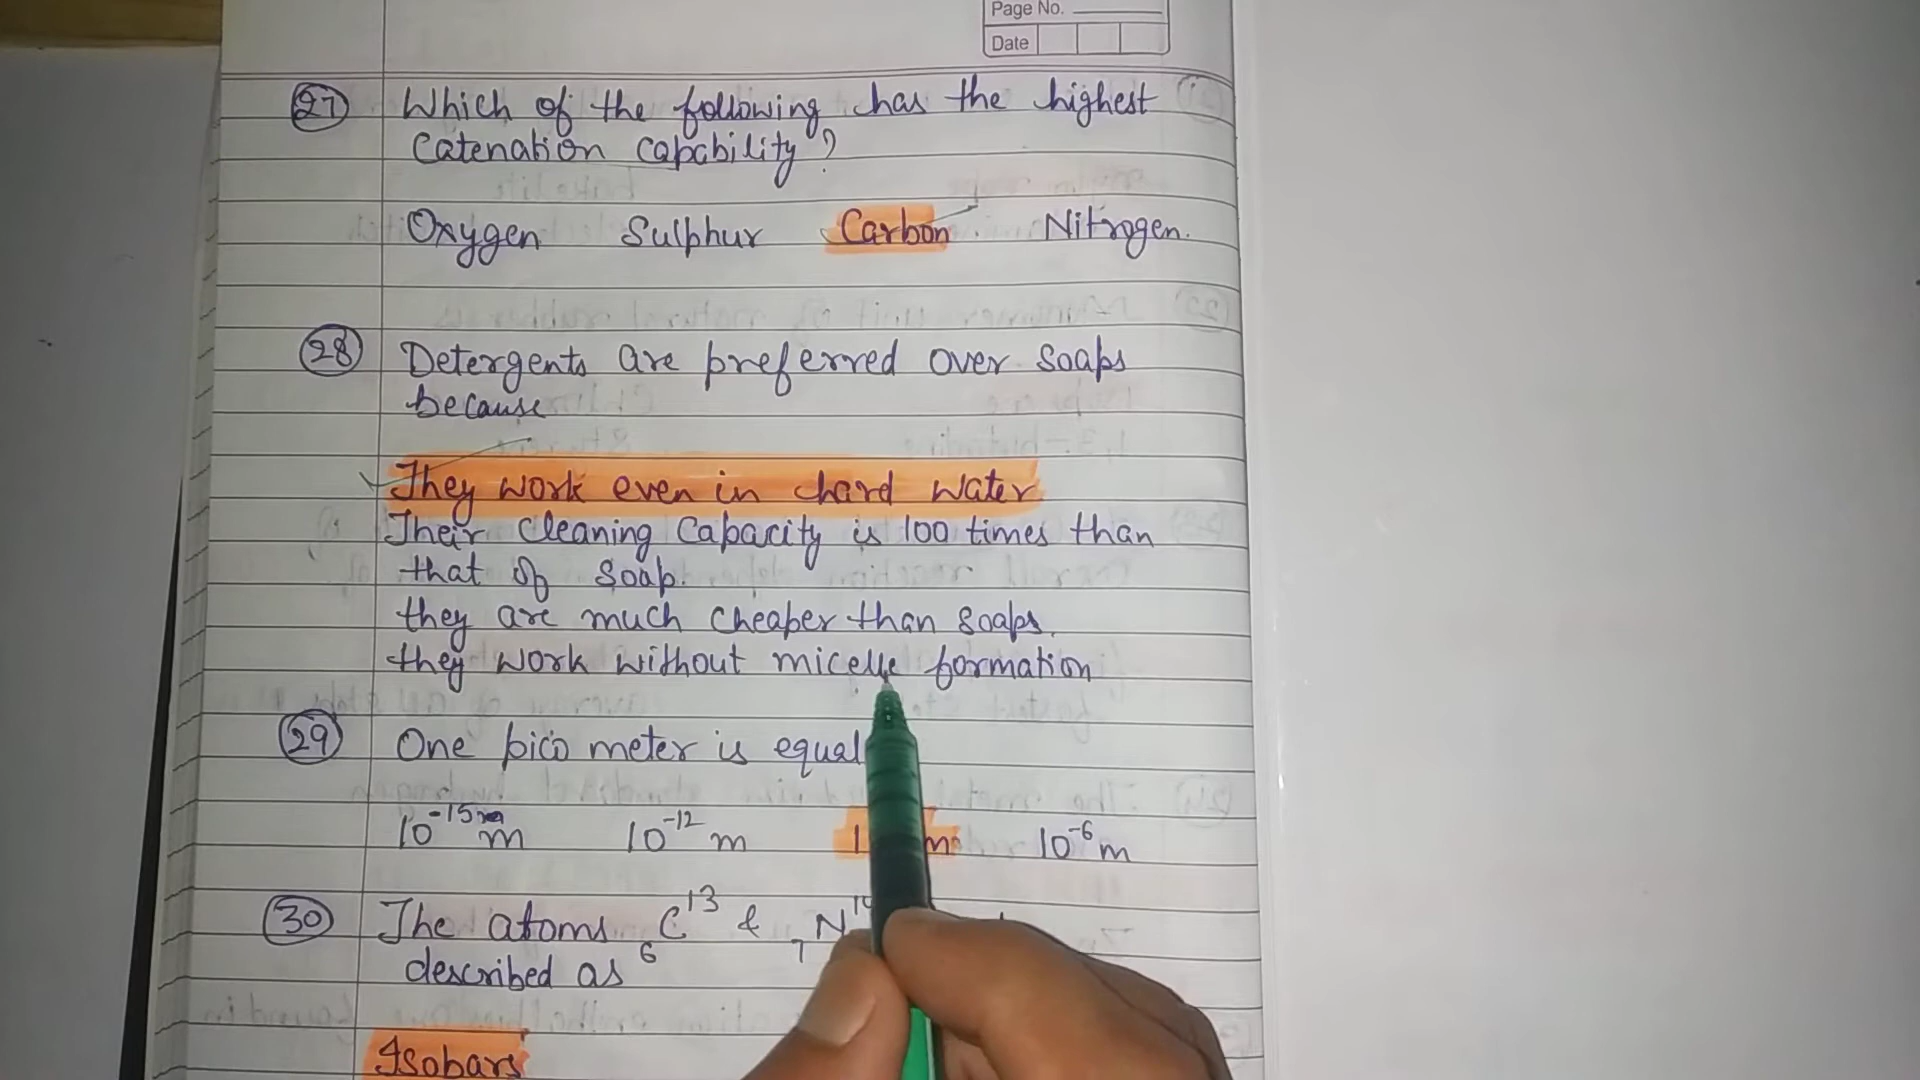 Page No.
Date
27 Which of the following has the highest
Catenation capability?
Oxygen Sulphur Carbon Nitrogen.
28 Detergents are preferred over soaps
because
They work even in hard water
Their Cleaning Capacity is 100 times than
that of soap.
they are much cheaper than soaps.
they work without micelle formation
29 One pico meter is equal
10⁻¹⁵ m 10⁻¹² m 1 m 10⁻⁶ m
30 The atoms ₆C¹³ & ₇N
described as
Isobars